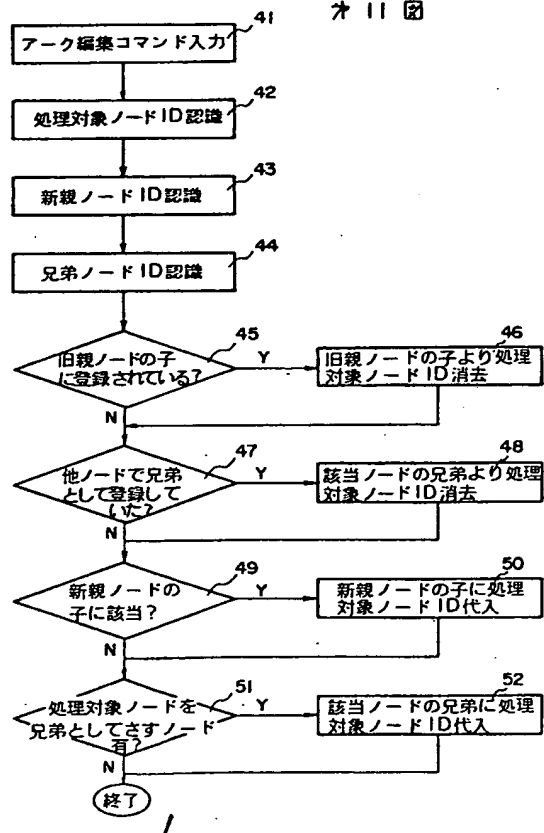 才11図
41
アーク編集コマンド入力
42
処理対象ノードID認識
43
新親ノードID認識
44
兄弟ノードID認識
45
旧親ノードの子
に登録されている?
Y
N
46
旧親ノードの子より処理
対象ノードID消去
47
他ノードで兄弟
として登録して
いた?
Y
N
48
該当ノードの兄弟より処理
対象ノードID消去
49
新親ノードの
子に該当?
Y
N
50
新親ノードの子に処理
対象ノードID代入
51
処理対象ノードを
兄弟としてさすノード
有?
Y
N
52
該当ノードの兄弟に処理
対象ノードID代入
終了